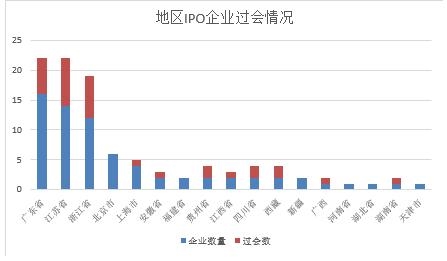 地区IPO企业过会情况
25
20
15
10
5
0
广东省
江苏省
浙江省
北京市
上海市
安徽省
福建省
贵州省
江西省
四川省
西藏
新疆
广西
河南省
湖北省
湖南省
天津市
企业数量
过会数